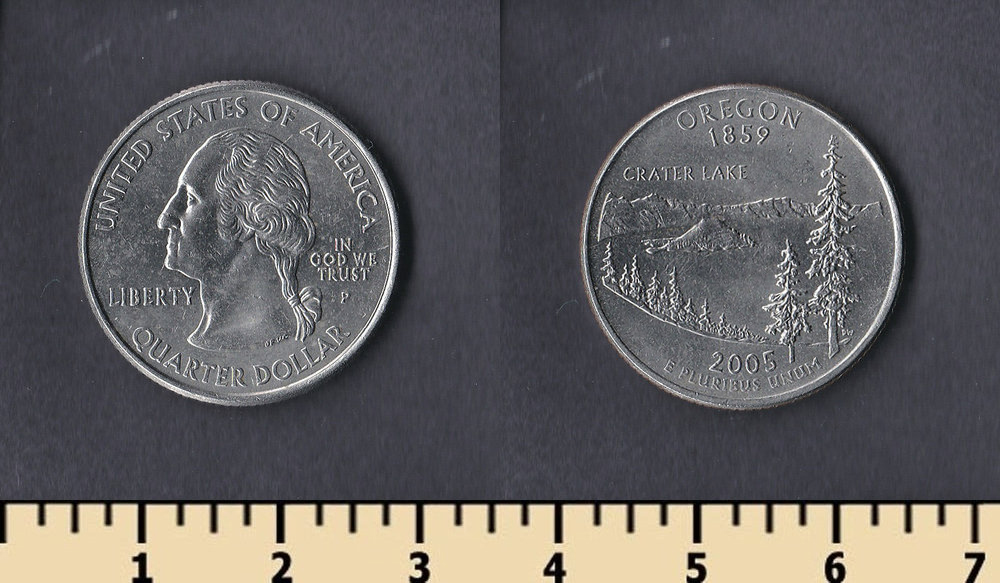 UNITED STATES OF AMERICA
LIBERTY
IN
GOD WE
TRUST
P
QUARTER DOLLAR
OREGON
1859
CRATER LAKE
2005
E PLURIBUS UNUM
1 2 3 4 5 6 7